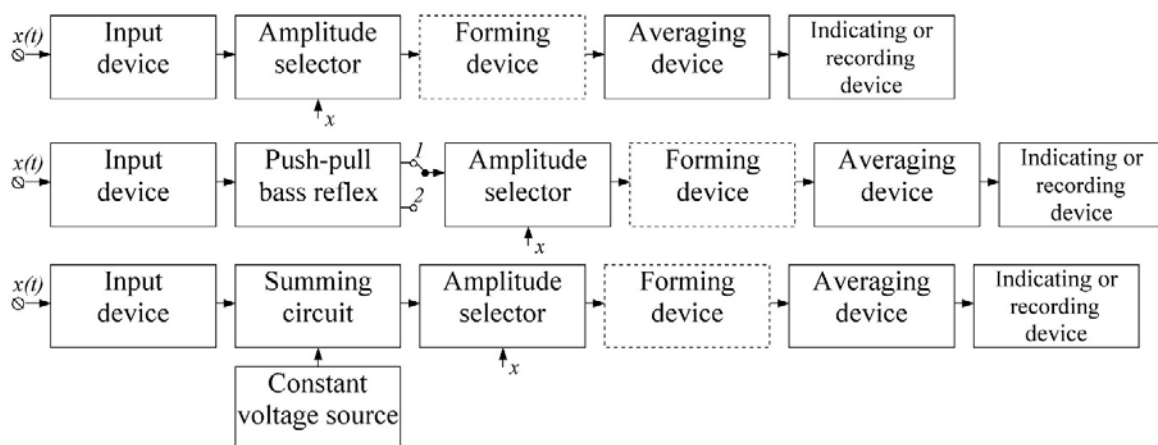 x(t)
Input
device
Amplitude
selector
x
Forming
device
Averaging
device
Indicating or
recording
device
x(t)
Input
device
Push-pull
bass reflex
1
2
Amplitude
selector
x
Forming
device
Averaging
device
Indicating or
recording
device
x(t)
Input
device
Summing
circuit
Constant
voltage source
Amplitude
selector
x
Forming
device
Averaging
device
Indicating or
recording
device